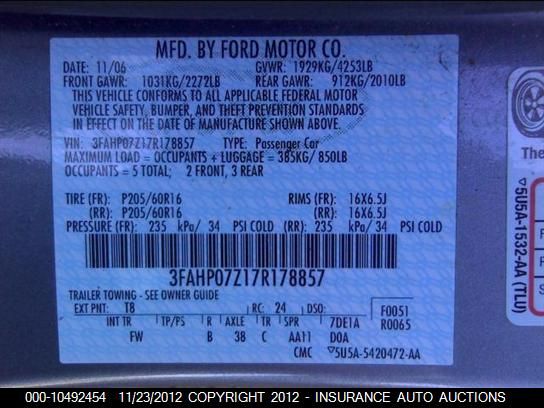 MFD. BY FORD MOTOR CO.
DATE: 11/06 GVWR: 1929KG/4253LB
FRONT GAWR: 1031KG/2272LB REAR GAWR: 912KG/2010LB
THIS VEHICLE CONFORMS TO ALL APPLICABLE FEDERAL MOTOR
VEHICLE SAFETY, BUMPER, AND THEFT PREVENTION STANDARDS
IN EFFECT ON THE DATE OF MANUFACTURE SHOWN ABOVE.
VIN: 3FAHP07Z17R178857 TYPE: Passenger Car
MAXIMUM LOAD = OCCUPANTS + LUGGAGE = 385KG/ 850LB
OCCUPANTS = 5 TOTAL; 2 FRONT, 3 REAR
TIRE (FR): P205/60R16 RIMS (FR): 16X6.5J
(RR): P205/60R16 (RR): 16X6.5J
PRESSURE (FR): 235 kPa/ 34 PSI COLD (RR): 235 kPa/ 34 PSI COLD
3FAHP07Z17R178857
TRAILER TOWING - SEE OWNER GUIDE
EXT PNT: T8 RC: 24 DSO: F0051
R0065
INT TR TP/PS R AXLE TR SPR 7DE1A
FW B 38 C AA11 D0A
CMC ▽5U5A-5420472-AA
The
▽5U5A-1532-AA (TLU)
000-10492454 11/23/2012 COPYRIGHT 2012 - INSURANCE AUTO AUCTIONS